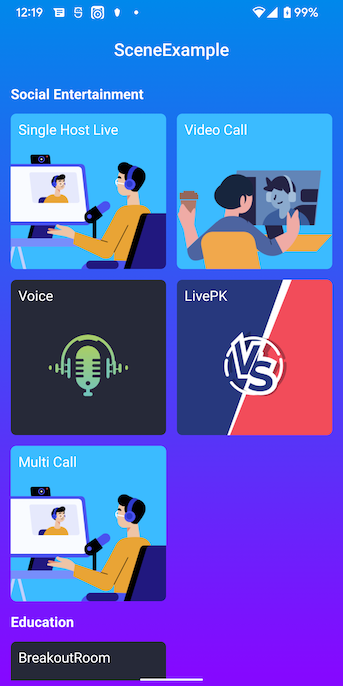 12:19 99%
SceneExample
Social Entertainment
Single Host Live Video Call
Voice LivePK
VS
Multi Call
Education
BreakoutRoom